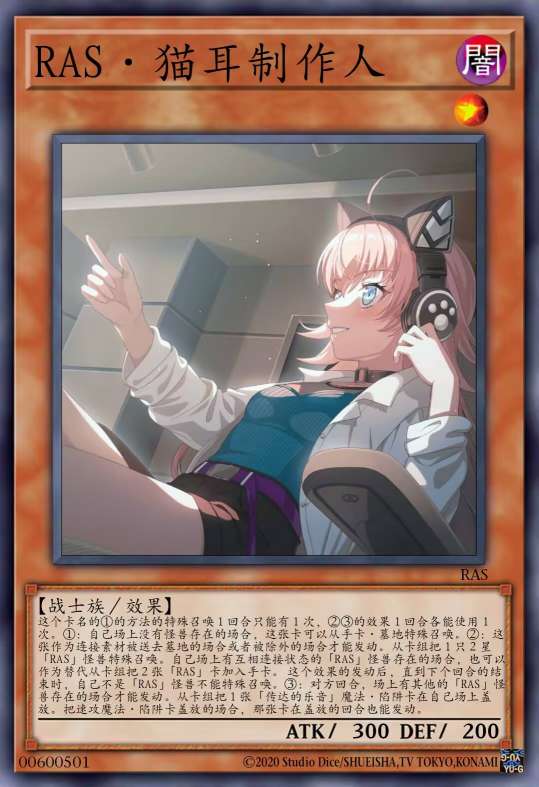 RAS·猫耳制作人
闇
RAS
【战士族／效果】
这个卡名的①的方法的特殊召唤１回合只能有１次，②③的效果１回合各能使用１
次。①：自己场上没有怪兽存在的场合，这张卡可以从手卡·墓地特殊召唤。②：这
张作为连接素材被送去墓地的场合或者被除外的场合才能发动。从卡组把１只２星
「RAS」怪兽特殊召唤。自己场上有互相连接状态的「RAS」怪兽存在的场合，也可以
作为替代从卡组把２张「RAS」卡加入手卡。这个效果的发动后，直到下个回合的结
束时，自己不是「RAS」怪兽不能特殊召唤。③：对方回合，场上有其他的「RAS」怪
兽存在的场合才能发动。从卡组把１张「传达的乐音」魔法·陷阱卡在自己场上盖
放。把速攻魔法·陷阱卡盖放的场合，那张卡在盖放的回合也能发动。
ATK/ 300 DEF/ 200
00600501
©2020 Studio Dice/SHUEISHA,TV TOKYO,KONAMI